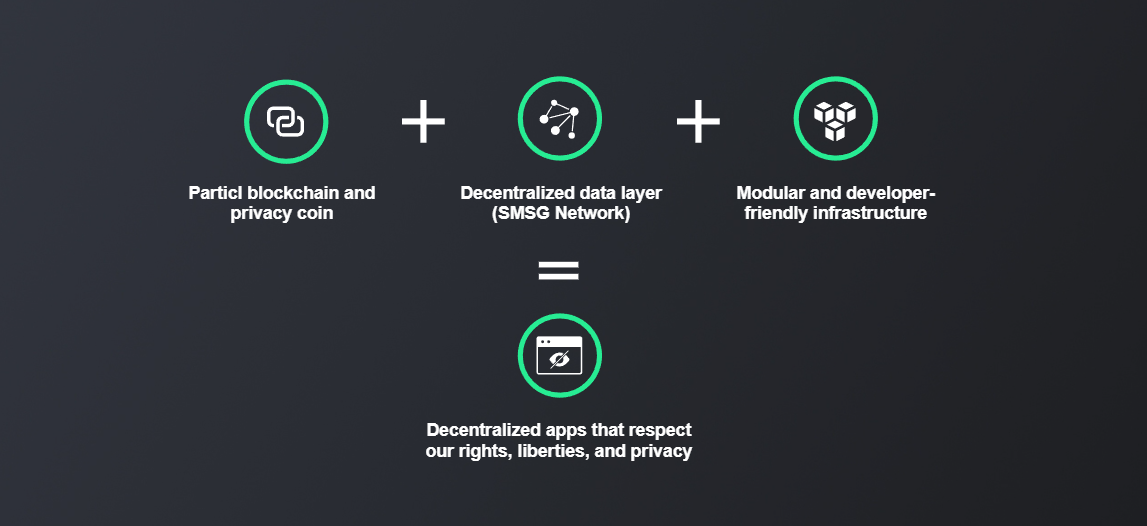 Particl blockchain and
privacy coin
Decentralized data layer
(SMSG Network)
Modular and developer-
friendly infrastructure
Decentralized apps that respect
our rights, liberties, and privacy